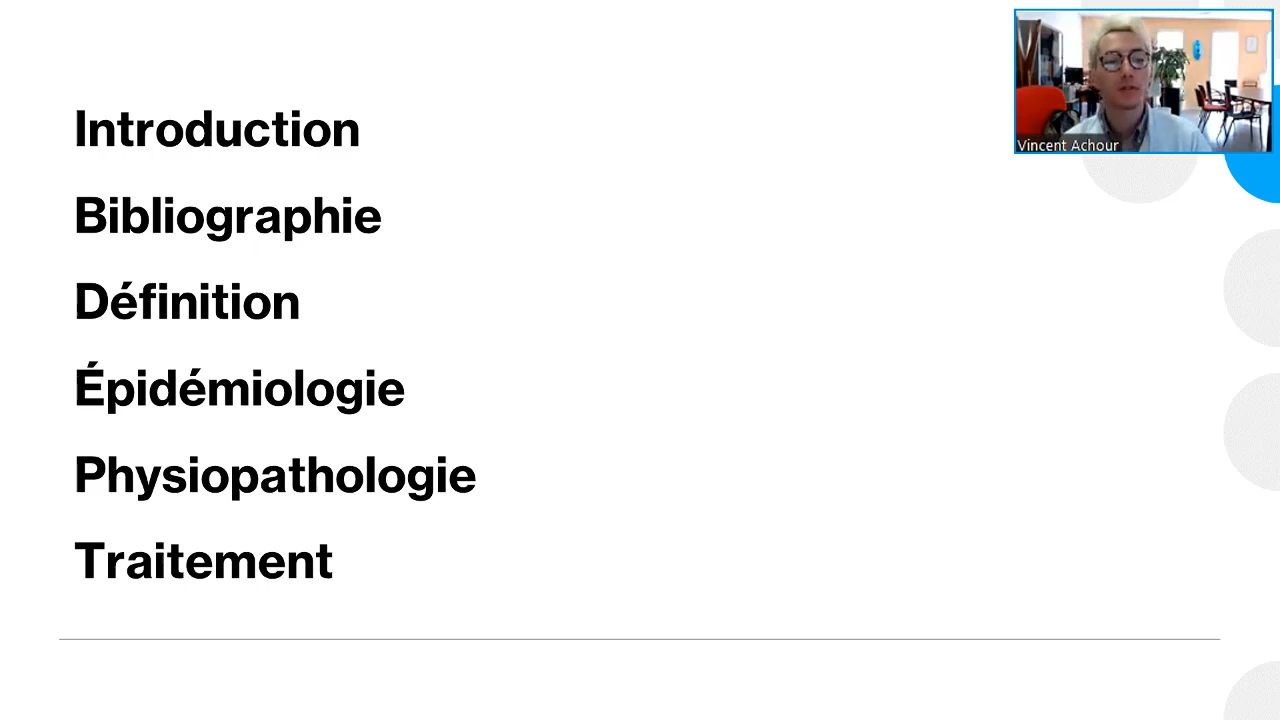 Introduction
Bibliographie
Définition
Épidémiologie
Physiopathologie
Traitement
Vincent Achour